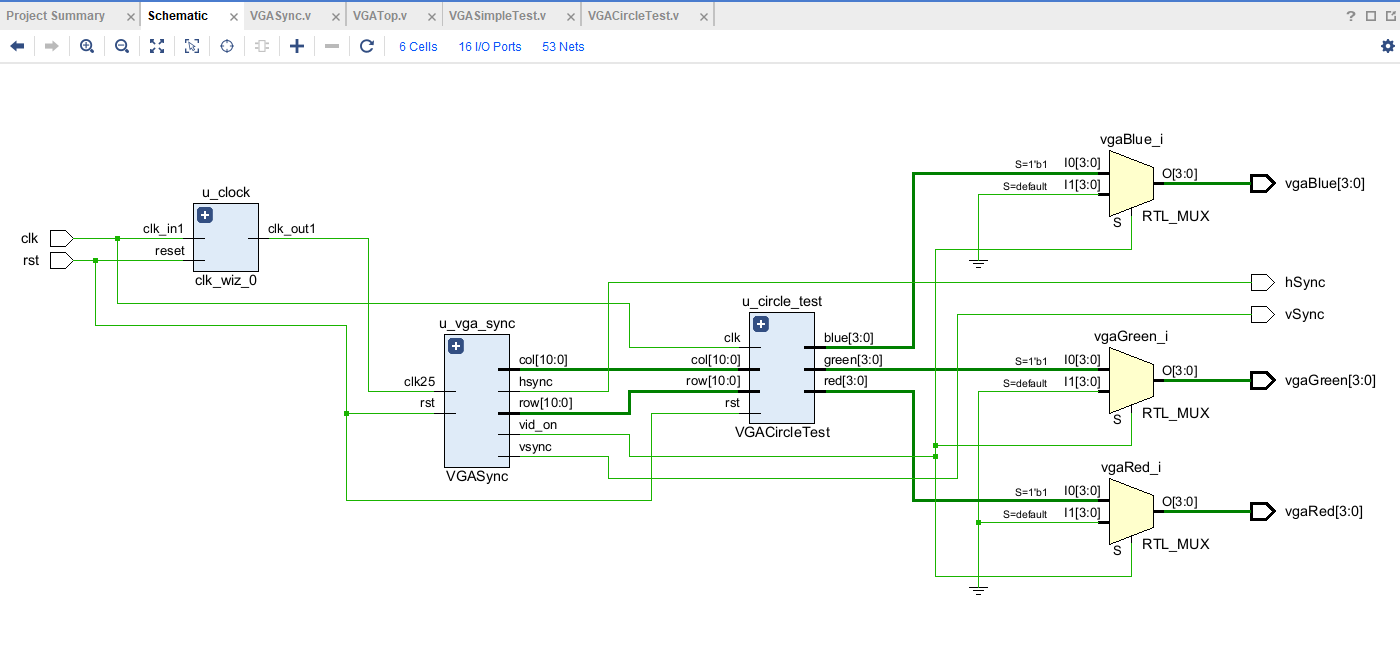 Project Summary
Schematic
VGASync.v
VGATop.v
VGASimpleTest.v
VGACircleTest.v
6 Cells
16 I/O Ports
53 Nets
clk
rst
u_clock
clk_in1
reset
clk_out1
clk_wiz_0
u_vga_sync
clk25
rst
col[10:0]
hsync
row[10:0]
vid_on
vsync
VGASync
u_circle_test
clk
col[10:0]
row[10:0]
rst
blue[3:0]
green[3:0]
red[3:0]
VGACircleTest
vgaBlue_i
S=1'b1
I0[3:0]
S=default
I1[3:0]
O[3:0]
S
RTL_MUX
vgaBlue[3:0]
hSync
vSync
vgaGreen_i
S=1'b1
I0[3:0]
S=default
I1[3:0]
O[3:0]
S
RTL_MUX
vgaGreen[3:0]
vgaRed_i
S=1'b1
I0[3:0]
S=default
I1[3:0]
O[3:0]
S
RTL_MUX
vgaRed[3:0]